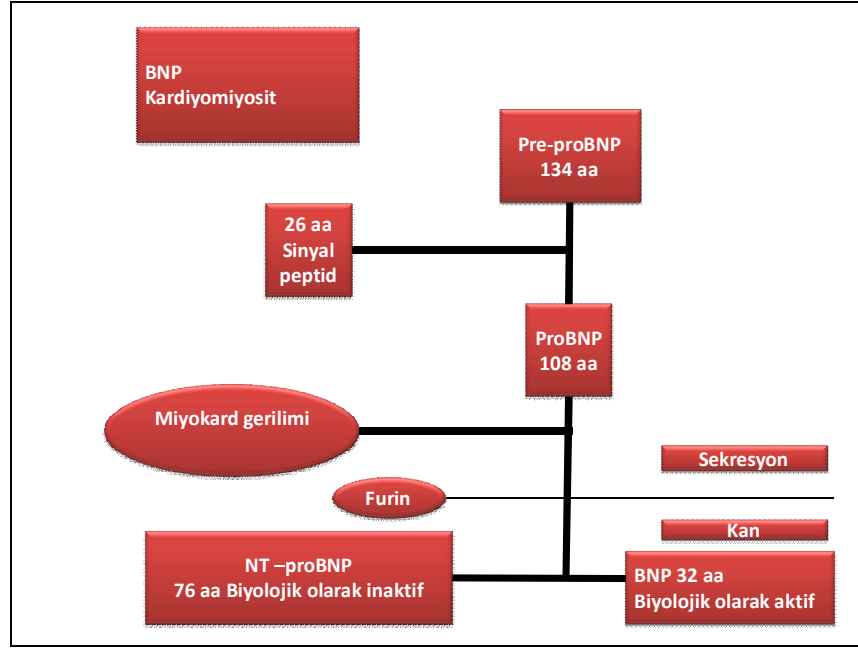 BNP
Kardiyomiyosit
Pre-proBNP
134 aa
26 aa
Sinyal
peptid
ProBNP
108 aa
Miyokard gerilimi
Sekresyon
Furin
Kan
NT –proBNP
76 aa Biyolojik olarak inaktif
BNP 32 aa
Biyolojik olarak aktif